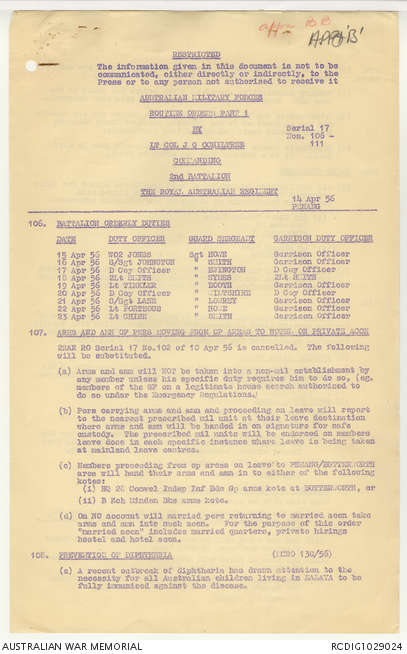 APP 'B'
RESTRICTED
The information given in this document is not to be
communicated, either directly or indirectly, to the
Press or to any person not authorised to receive it
AUSTRALIAN MILITARY FORCES
ROUTINE ORDERS PART 1
BY
LT COL J G OCHILTREE
COMMANDING
2nd BATTALION
THE ROYAL AUSTRALIAN REGIMENT
Serial 17
Nos. 106 -
111
14 Apr 56
PENANG
106. BATTALION ORDERLY DUTIES
DATE DUTY OFFICER GUARD SERGEANT GARRISON DUTY OFFICER
15 Apr 56 WO2 JONES Sgt HOWE Garrison Officer
16 Apr 56 C/Sgt JOHNSTON " SMITH Garrison Officer
17 Apr 56 D Coy Officer " EDINGTON D Coy Officer
18 Apr 56 2Lt SMITH " SYKES 2Lt SMITH
19 Apr 56 Lt TINKLER " BOOTH Garrison Officer
20 Apr 56 D Coy Officer " D Coy Officer
21 Apr 56 C/Sgt LANE " LOWREY Garrison Officer
22 Apr 56 Lt PORTEOUS " HOWE Garrison Officer
23 Apr 56 Lt " SMITH Garrison Officer
107. ARMS AND AMN OF PERS MOVING FROM OP AREAS TO HOTEL OR PRIVATE ACCN
2RAR RO Serial 17 No.102 of 10 Apr 56 is cancelled. The following
will be substituted.
(a) Arms and amn will NOT be taken into a non-mil establishment by
any member unless his specific duty requires him to do so, (eg.
members of the SF on a legitimate house search authorized to
do so under the Emergency Regulations.)
(b) Pers carrying arms and amn and proceeding on leave will report
to the nearest prescribed mil unit at their leave destination
where arms and amn will be handed in on signature for safe
custody. The prescribed mil units will be endorsed on members
leave docs in each specific instance where leave is being taken
at mainland leave centres.
(c) Members proceeding from op areas on leave to PENANG/BUTTERWORTH
area will hand their arms and amn in to either of the following
kotes:
(i) HQ 28 Comwel Indep Inf Bde Gp arms kote at BUTTERWORTH, or
(ii) B Ech Minden Bks arms kote.
(d) On NO account will married pers returning to married accn take
arms and amn into such accn. For the purpose of this order
"married accn" includes married quarters, private hirings
hostel and hotel accn.
108. PREVENTION OF DIPHTHERIA (130/56)
(a) A recent outbreak of diphtheria has drawn attention to the
necessity for all Australian children living in MALAYA to be
fully immunised against the disease.
AUSTRALIAN WAR MEMORIAL
RCDIG1029024